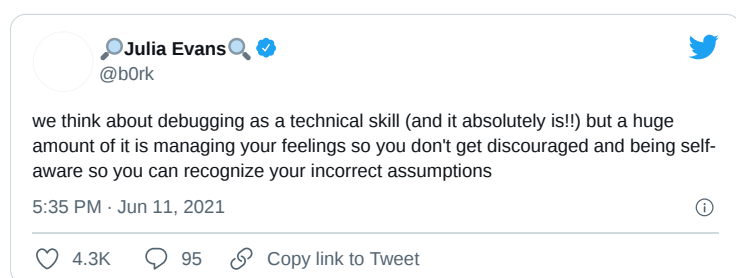 🔎Julia Evans🔍
@b0rk
we think about debugging as a technical skill (and it absolutely is!!) but a huge
amount of it is managing your feelings so you don't get discouraged and being self-
aware so you can recognize your incorrect assumptions
5:35 PM · Jun 11, 2021
4.3K 95 Copy link to Tweet